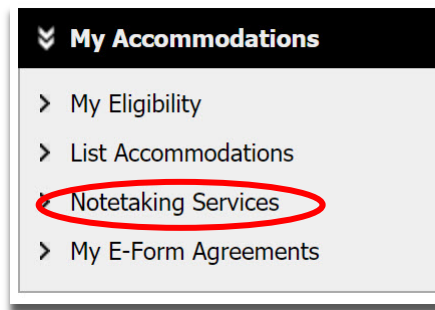 My Accommodations
My Eligibility
List Accommodations
Notetaking Services
My E-Form Agreements